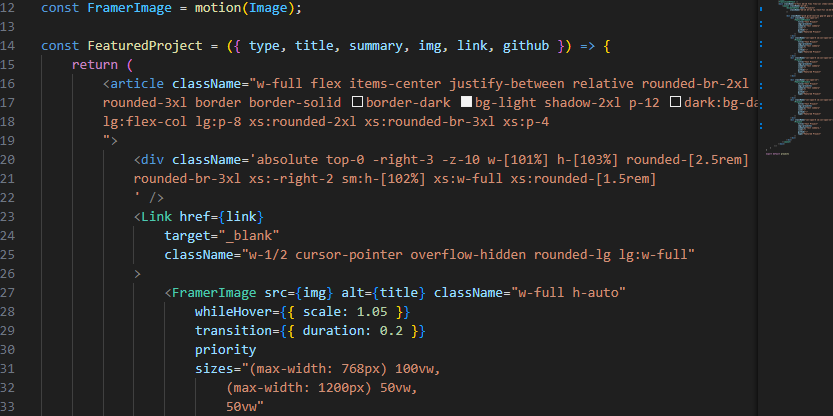 12 const FramerImage = motion(Image);
13
14 const FeaturedProject = ({ type, title, summary, img, link, github }) => {
15 return (
16 <article className="w-full flex items-center justify-between relative rounded-br-2xl
17 rounded-3xl border border-solid border-dark bg-light shadow-2xl p-12 dark:bg-da
18 lg:flex-col lg:p-8 xs:rounded-2xl xs:rounded-br-3xl xs:p-4
19 ">
20 <div className='absolute top-0 -right-3 -z-10 w-[101%] h-[103%] rounded-[2.5rem]
21 rounded-br-3xl xs:-right-2 sm:h-[102%] xs:w-full xs:rounded-[1.5rem]
22 ' />
23 <Link href={link}
24 target="_blank"
25 className="w-1/2 cursor-pointer overflow-hidden rounded-lg lg:w-full"
26 >
27 <FramerImage src={img} alt={title} className="w-full h-auto"
28 whileHover={{ scale: 1.05 }}
29 transition={{ duration: 0.2 }}
30 priority
31 sizes="(max-width: 768px) 100vw,
32 (max-width: 1200px) 50vw,
33 50vw"